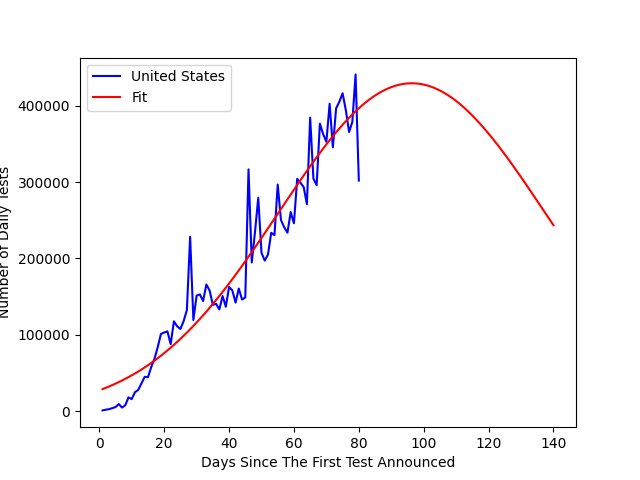 United States
Fit
Number of Daily Tests
400000
300000
200000
100000
0
0 20 40 60 80 100 120 140
Days Since The First Test Announced